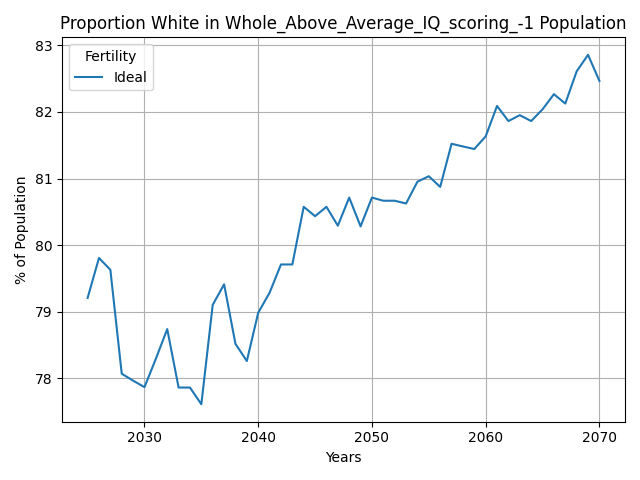 Proportion White in Whole_Above_Average_IQ_scoring_-1 Population
Fertility
Ideal
83
82
81
80
79
78
% of Population
2030 2040 2050 2060 2070
Years